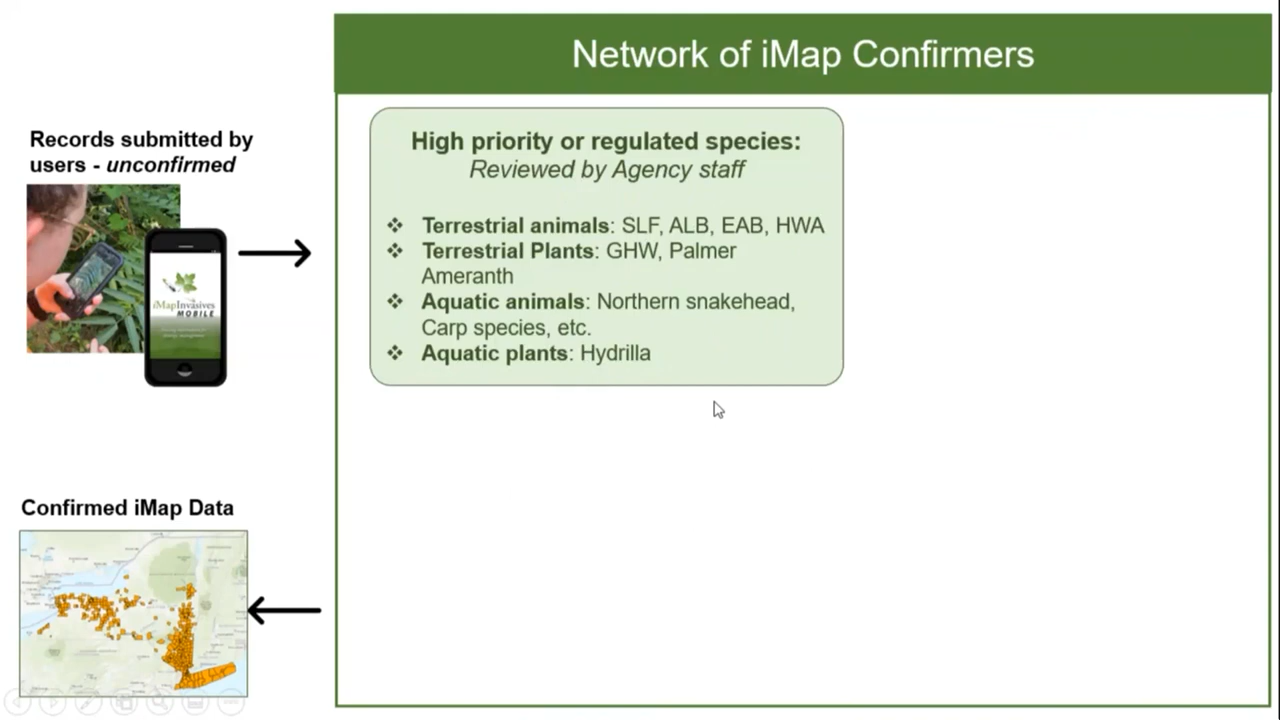 Network of iMap Confirmers
Records submitted by
users - unconfirmed
iMapInvasives
MOBILE
High priority or regulated species:
Reviewed by Agency staff
❖ Terrestrial animals: SLF, ALB, EAB, HWA
❖ Terrestrial Plants: GHW, Palmer
Ameranth
❖ Aquatic animals: Northern snakehead,
Carp species, etc.
❖ Aquatic plants: Hydrilla
Confirmed iMap Data